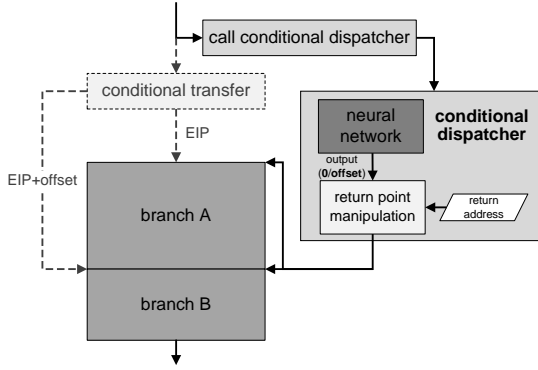 call conditional dispatcher
conditional transfer
EIP
EIP+offset
neural
network
conditional
dispatcher
output
(0/offset)
return point
manipulation
return
address
branch A
branch B